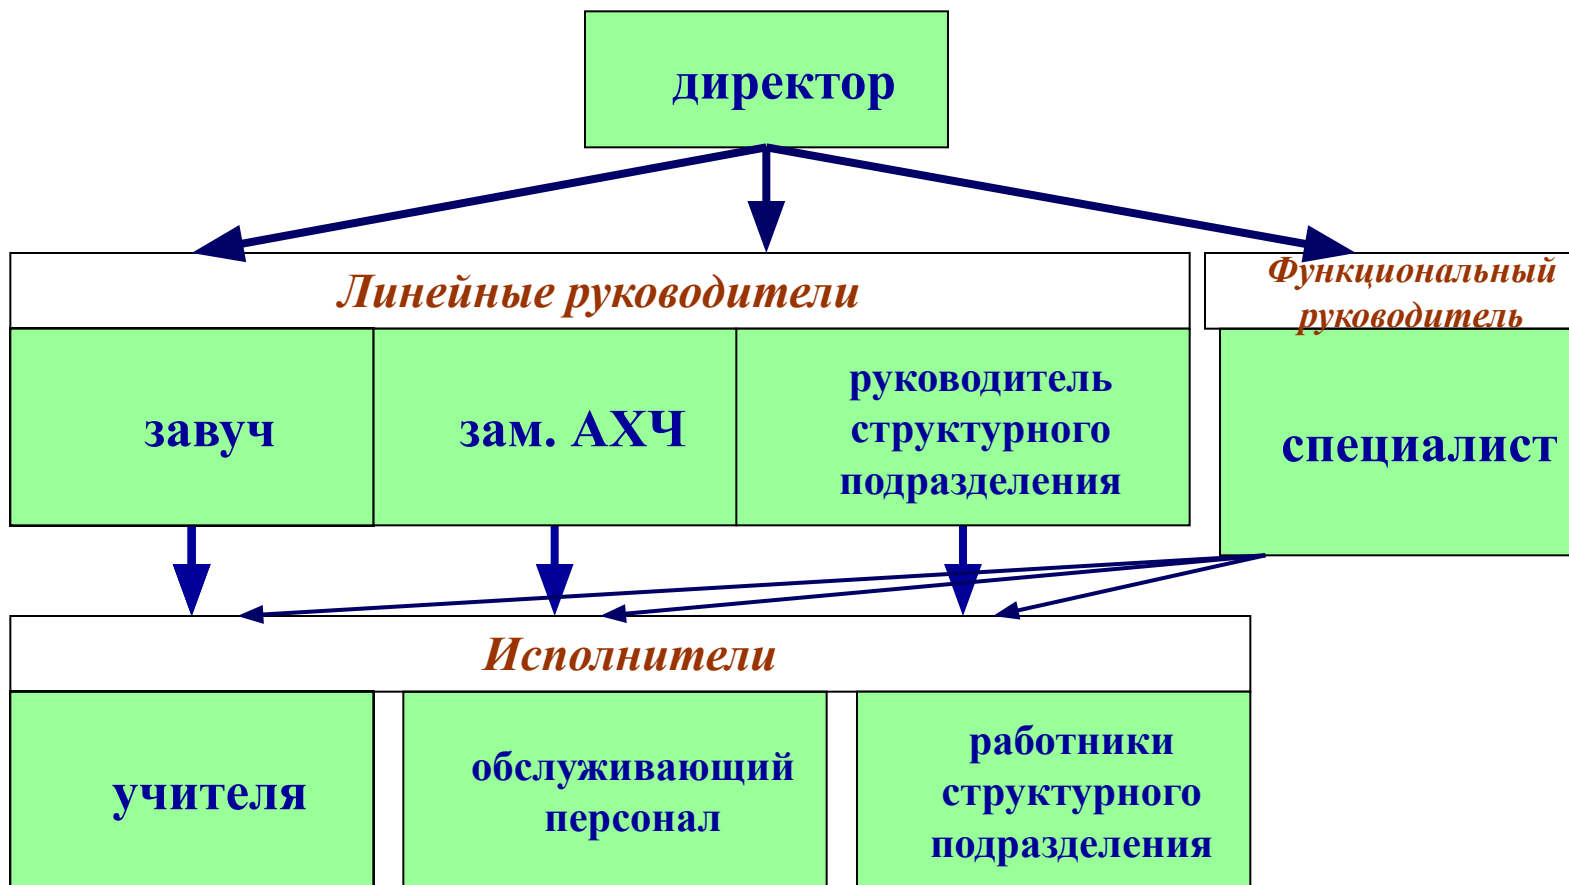 директор
Линейные руководители
Функциональный
руководитель
завуч
зам. АХЧ
руководитель
структурного
подразделения
специалист
Исполнители
учителя
обслуживающий
персонал
работники
структурного
подразделения